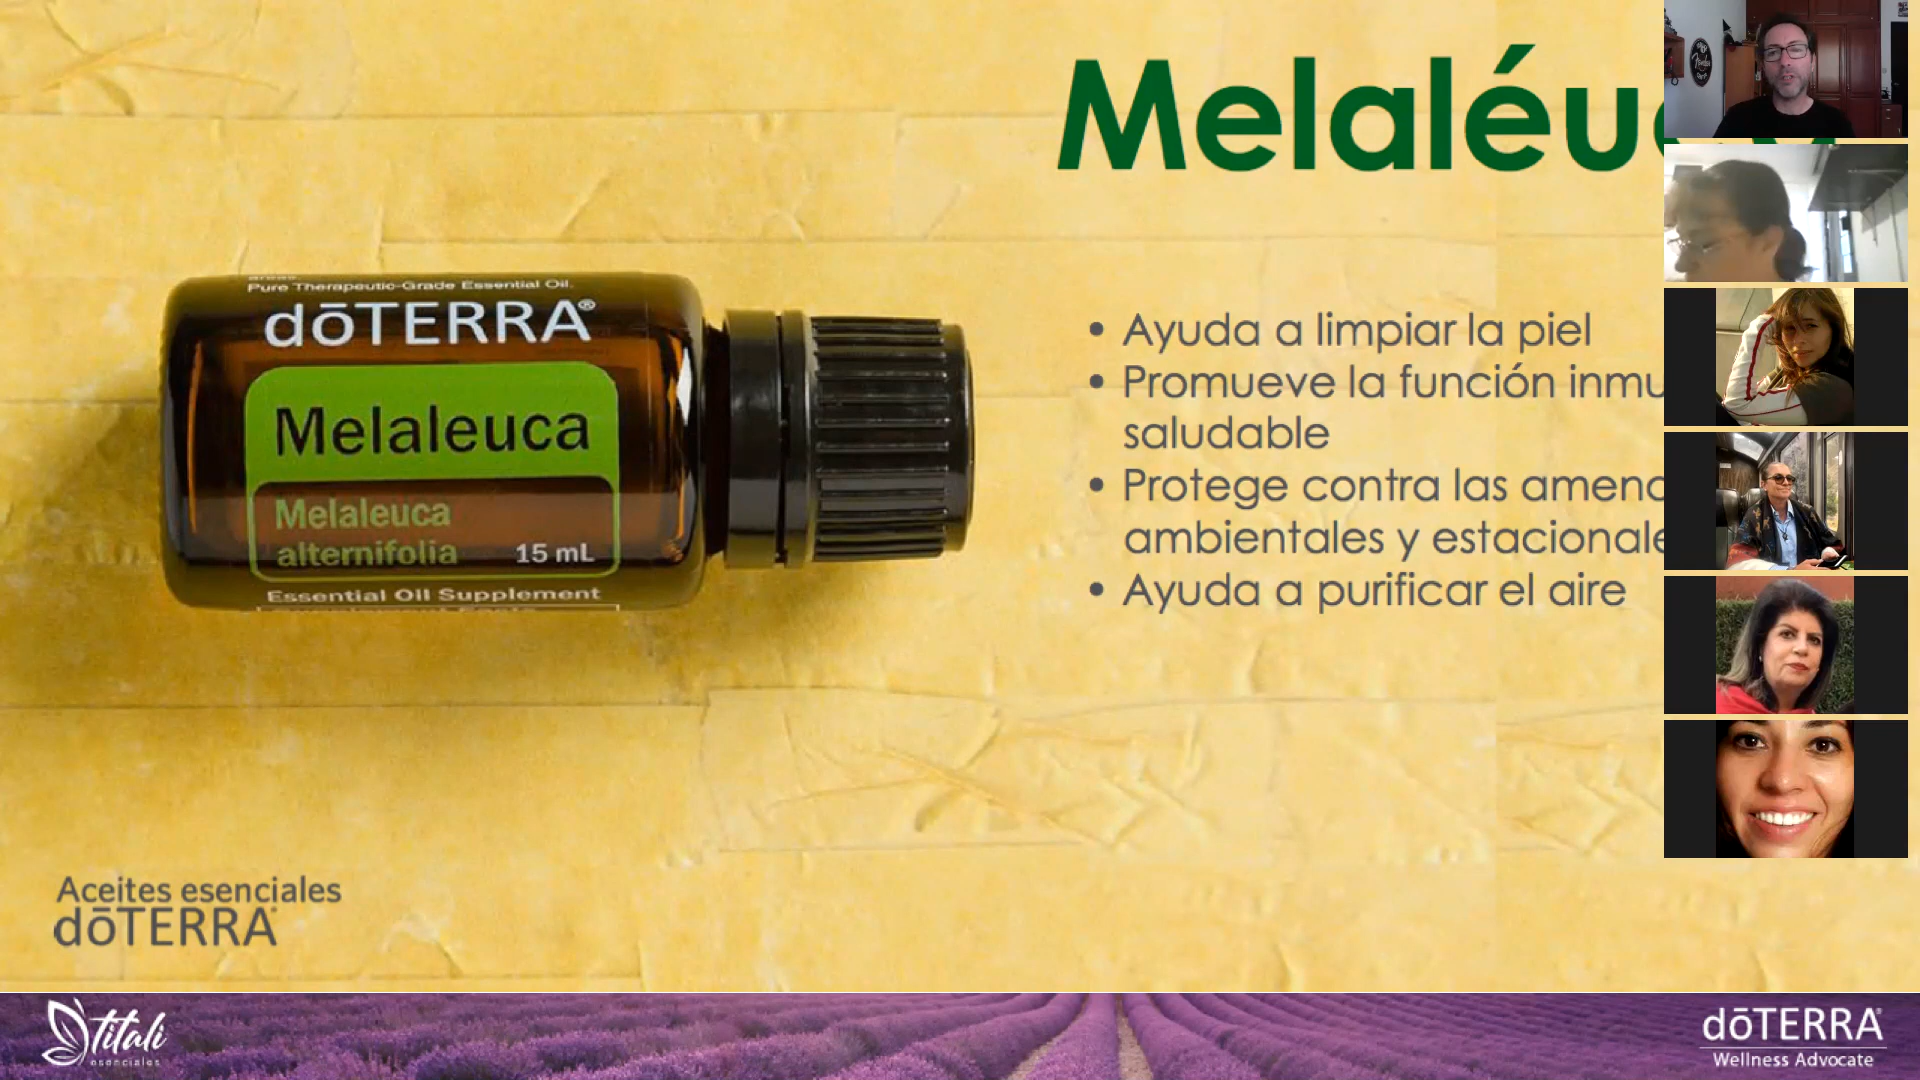 Melaléu
Pure Therapeutic-Grade Essential Oil.
dōTERRA®
Melaleuca
Melaleuca
alternifolia 15 mL
Essential Oil Supplement
• Ayuda a limpiar la piel
• Promueve la función inmu
saludable
• Protege contra las amena
ambientales y estacionale
• Ayuda a purificar el aire
Aceites esenciales
dōTERRA
titali
esenciales
dōTERRA
Wellness Advocate